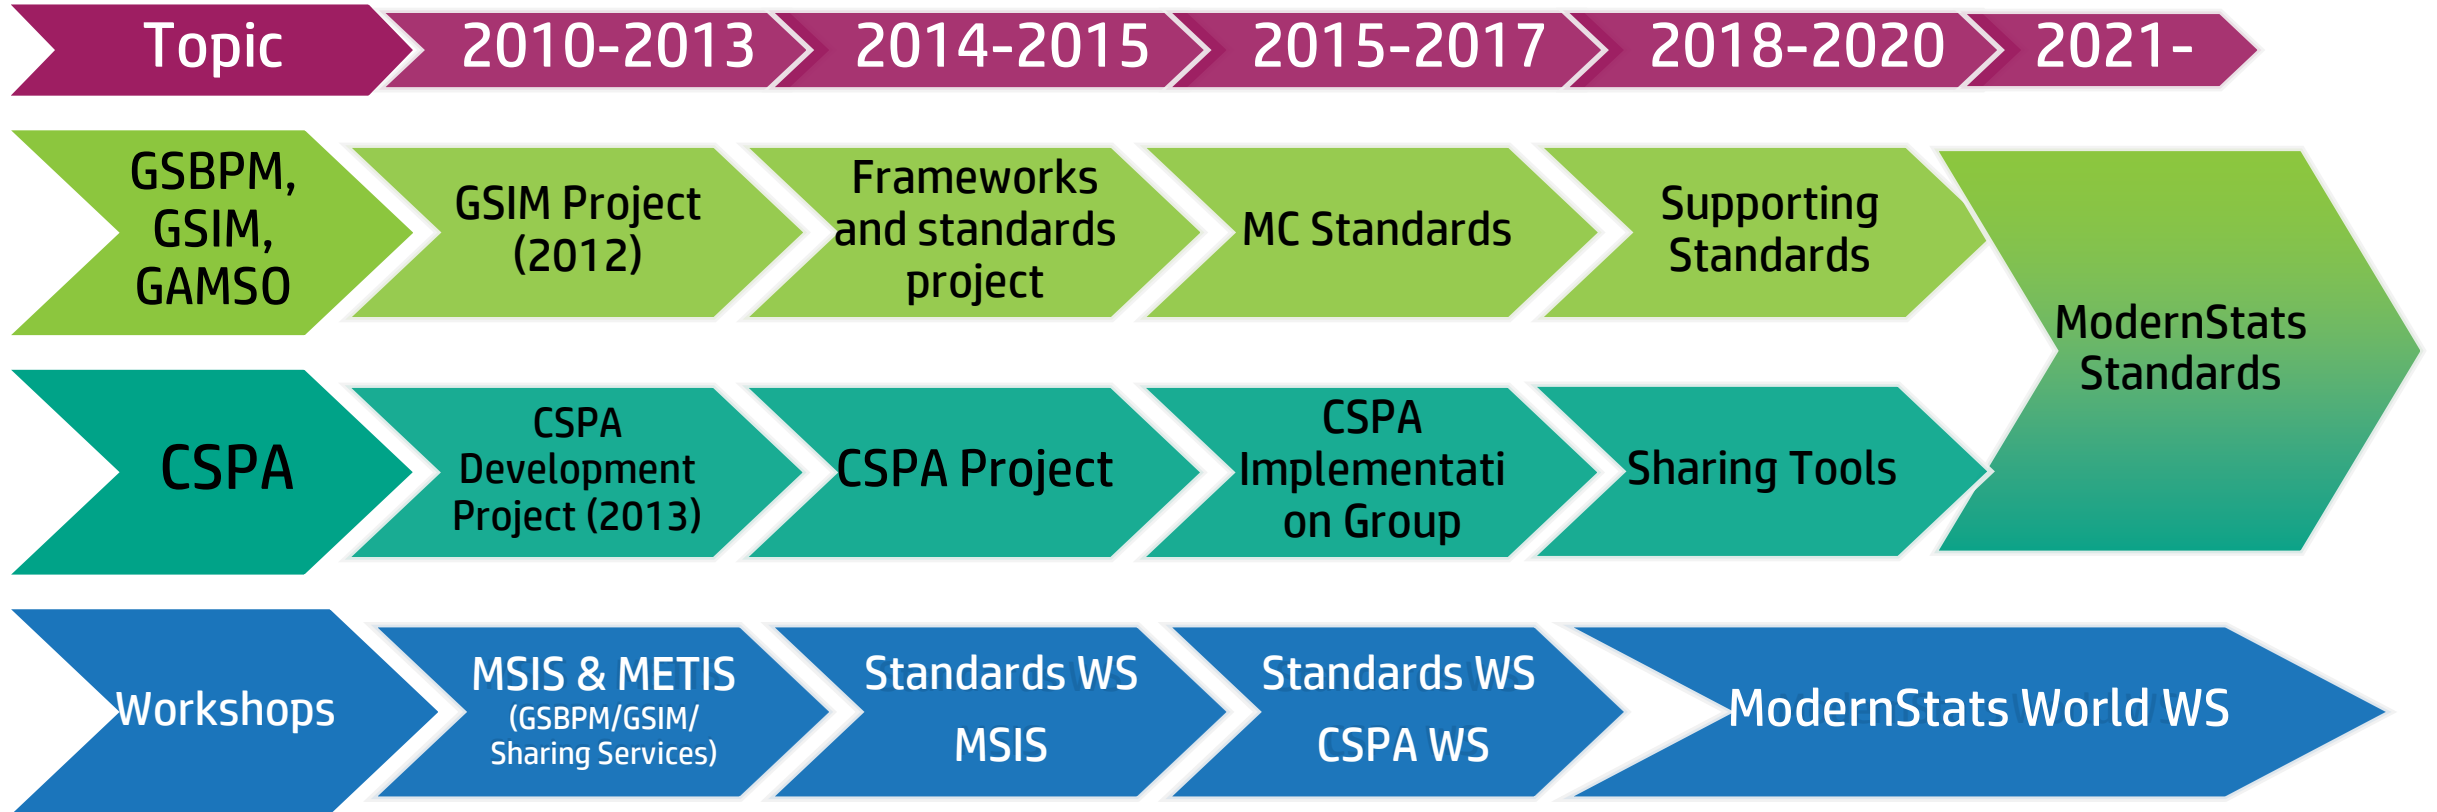 Topic
2010-2013
2014-2015
2015-2017
2018-2020
2021-
GSBPM,
GSIM,
GAMSO
GSIM Project
(2012)
Frameworks
and standards
project
MC Standards
Supporting
Standards
ModernStats
Standards
CSPA
CSPA
Development
Project (2013)
CSPA Project
CSPA
Implementati
on Group
Sharing Tools
Workshops
MSIS & METIS
(GSBPM/GSIM/
Sharing Services)
Standards WS
MSIS
Standards WS
CSPA WS
ModernStats World WS